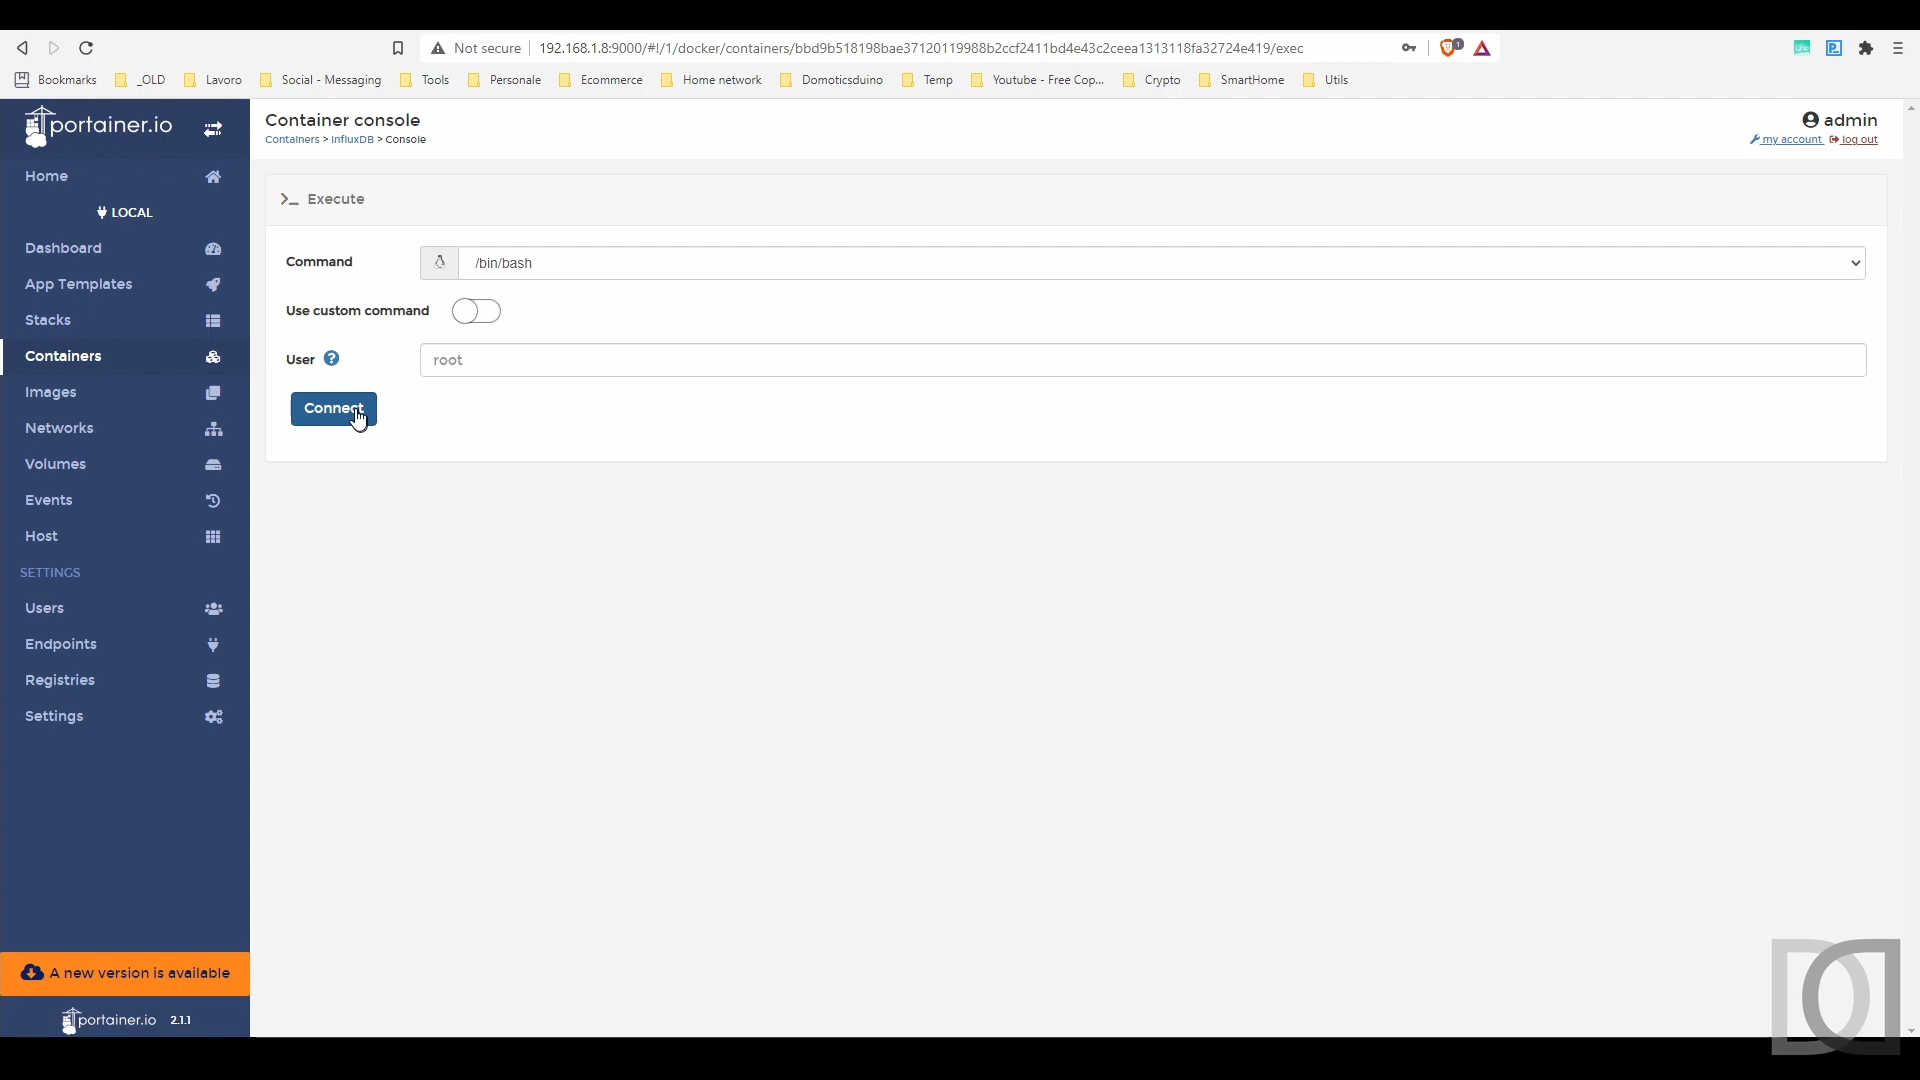 Not secure
192.168.1.8:9000/#!/1/docker/containers/bbd9b518198bae37120119988b2ccf2411bd4e43c2ceea1313118fa32724e419/exec
1
Bookmarks _OLD Lavoro Social - Messaging Tools Personale Ecommerce Home network Domoticsduino Temp Youtube - Free Cop... Crypto SmartHome Utils
portainer.io
Container console
Containers > InfluxDB > Console
admin
my account log out
Home
LOCAL
Dashboard
App Templates
Stacks
Containers
Images
Networks
Volumes
Events
Host
SETTINGS
Users
Endpoints
Registries
Settings
A new version is available
portainer.io 2.1.1
>_ Execute
Command /bin/bash
Use custom command
User ? root
Connect